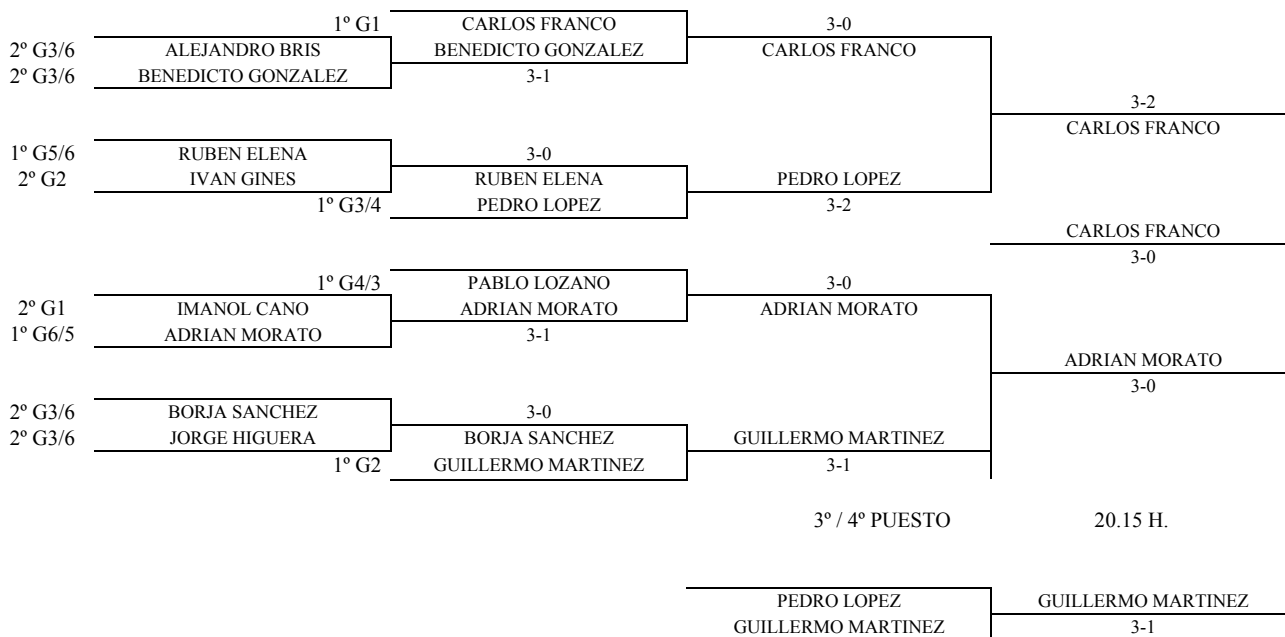 1º G1 CARLOS FRANCO 3-0
2º G3/6 ALEJANDRO BRIS BENEDICTO GONZALEZ CARLOS FRANCO
2º G3/6 BENEDICTO GONZALEZ 3-1
3-2
CARLOS FRANCO
1º G5/6 RUBEN ELENA 3-0
2º G2 IVAN GINES RUBEN ELENA PEDRO LOPEZ
1º G3/4 PEDRO LOPEZ 3-2
CARLOS FRANCO
3-0
1º G4/3 PABLO LOZANO 3-0
2º G1 IMANOL CANO ADRIAN MORATO ADRIAN MORATO
1º G6/5 ADRIAN MORATO 3-1
ADRIAN MORATO
3-0
2º G3/6 BORJA SANCHEZ 3-0
2º G3/6 JORGE HIGUERA BORJA SANCHEZ GUILLERMO MARTINEZ
1º G2 GUILLERMO MARTINEZ 3-1
3º / 4º PUESTO 20.15 H.
PEDRO LOPEZ GUILLERMO MARTINEZ
GUILLERMO MARTINEZ 3-1